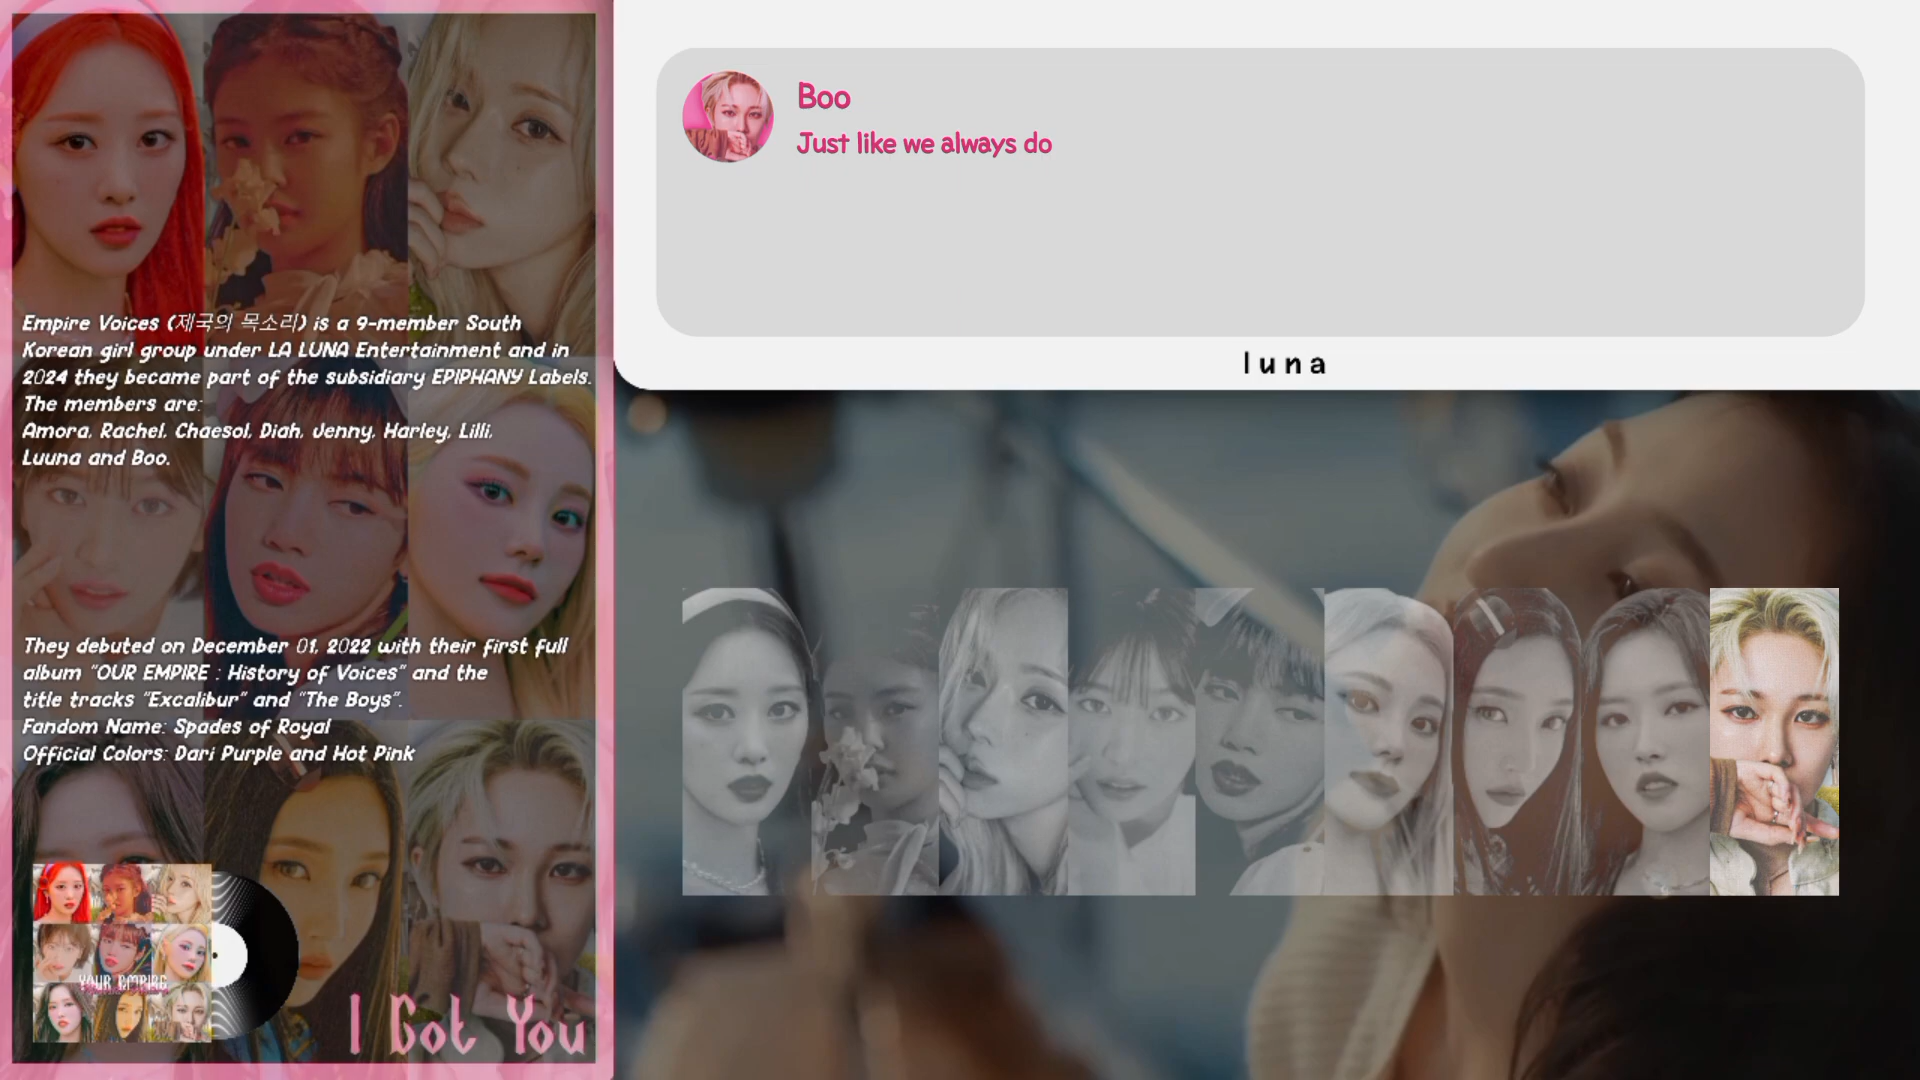 Empire Voices (제국의 목소리) is a 9-member South
Korean girl group under LA LUNA Entertainment and in
2024 they became part of the subsidiary EPIPHANY Labels.
The members are:
Amora, Rachel, Chaesol, Diah, Jenny, Harley, Lilli,
Luuna and Boo.
They debuted on December 01, 2022 with their first full
album "OUR EMPIRE : History of Voices" and the
title tracks "Excalibur" and "The Boys".
Fandom Name: Spades of Royal
Official Colors: Dari Purple and Hot Pink
YOUR EMPIRE
I Got You
Boo
Just like we always do
luna